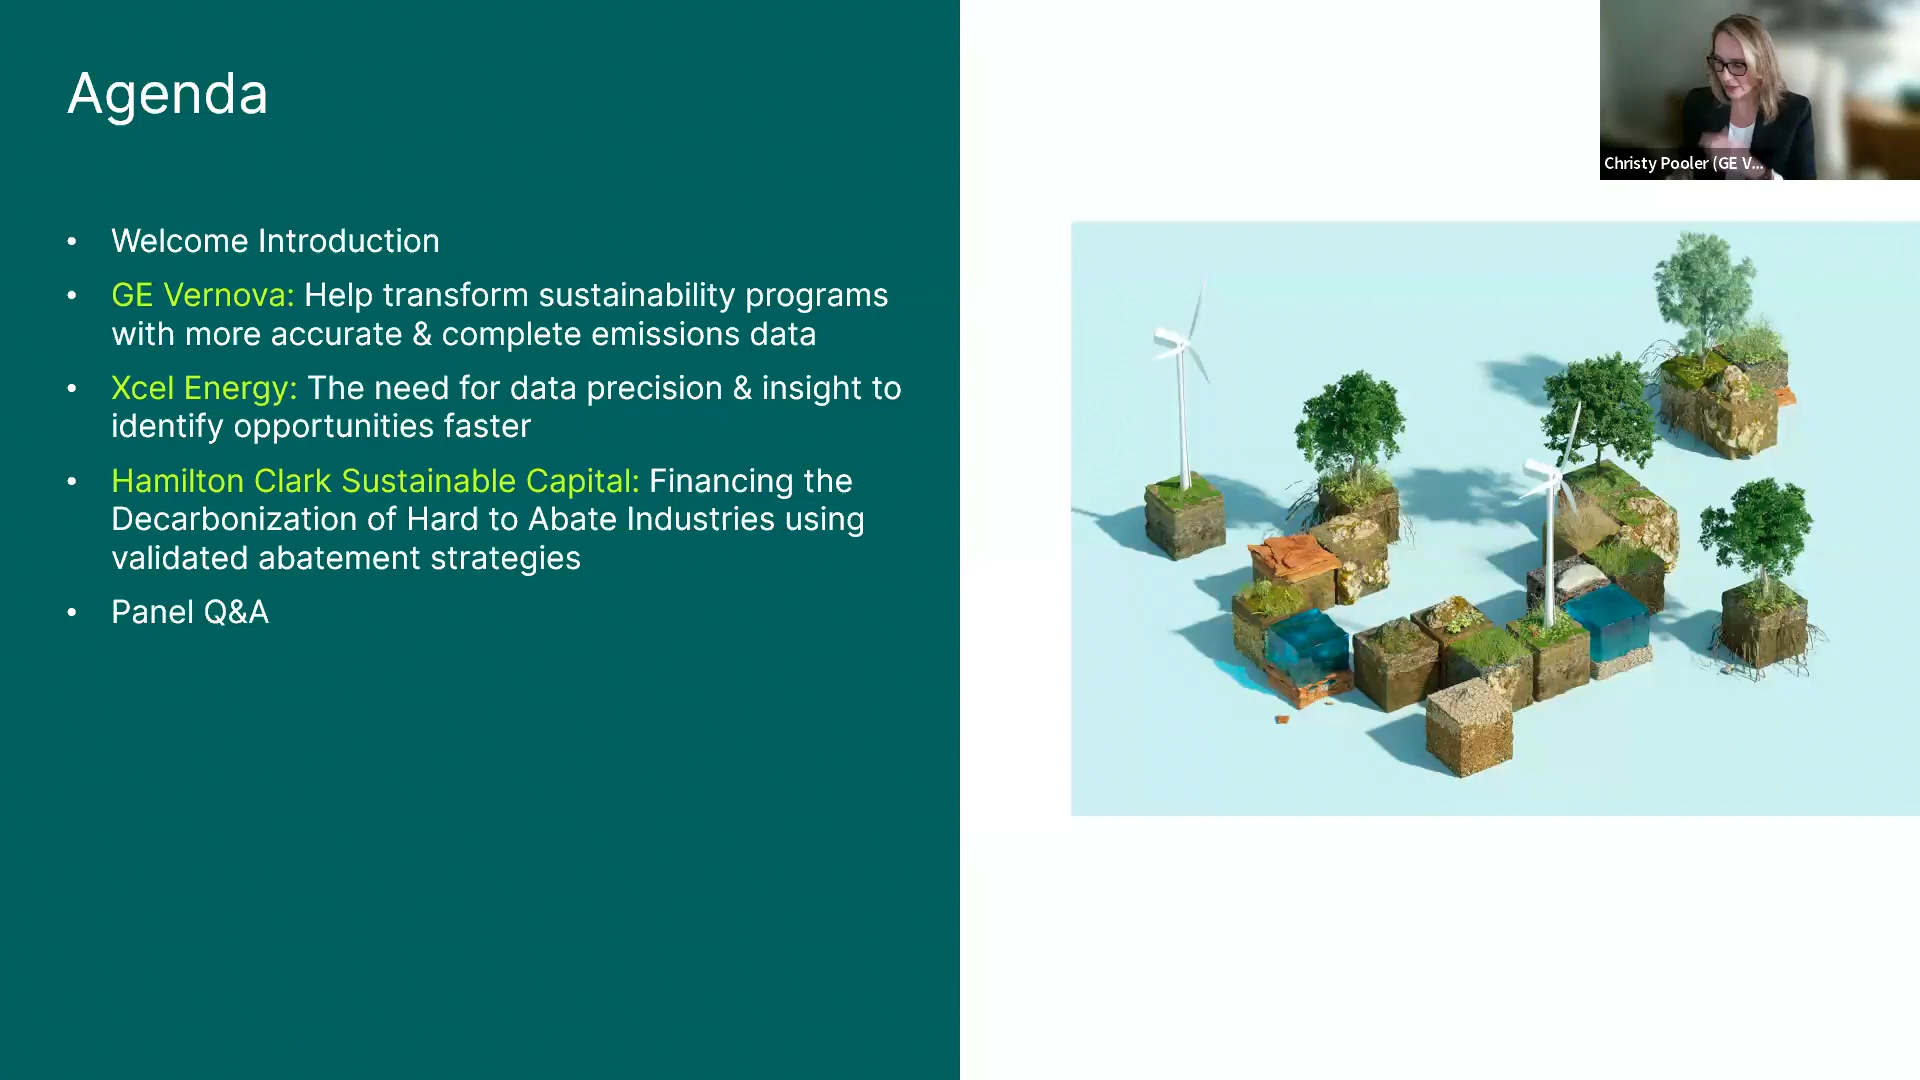 Agenda
Christy Pooler (GE V...
• Welcome Introduction
• GE Vernova: Help transform sustainability programs
with more accurate & complete emissions data
• Xcel Energy: The need for data precision & insight to
identify opportunities faster
• Hamilton Clark Sustainable Capital: Financing the
Decarbonization of Hard to Abate Industries using
validated abatement strategies
• Panel Q&A